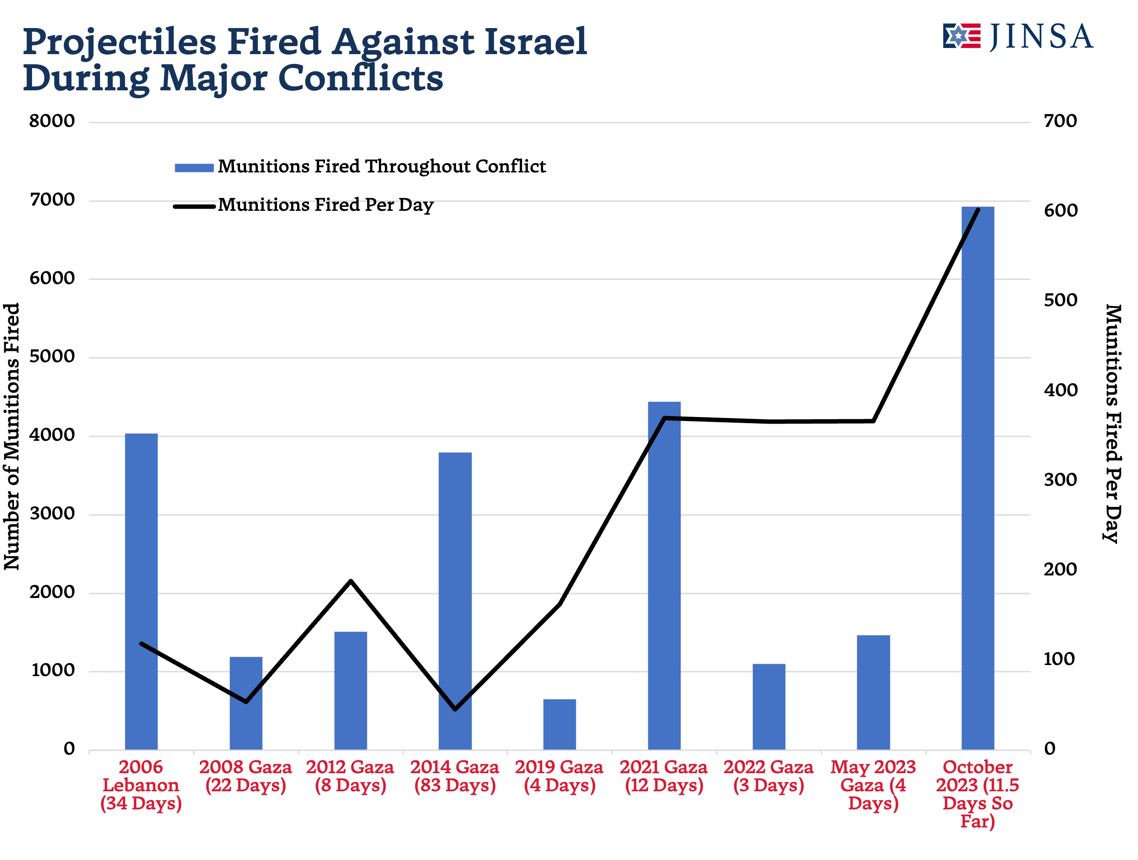 Projectiles Fired Against Israel
During Major Conflicts
JINSA
8000
7000
6000
5000
4000
3000
2000
1000
0
Number of Munitions Fired
Munitions Fired Throughout Conflict
Munitions Fired Per Day
700
600
500
400
300
200
100
0
Munitions Fired Per Day
2006
Lebanon
(34 Days)
2008 Gaza
(22 Days)
2012 Gaza
(8 Days)
2014 Gaza
(83 Days)
2019 Gaza
(4 Days)
2021 Gaza
(12 Days)
2022 Gaza
(3 Days)
May 2023
Gaza (4
Days)
October
2023 (11.5
Days So
Far)